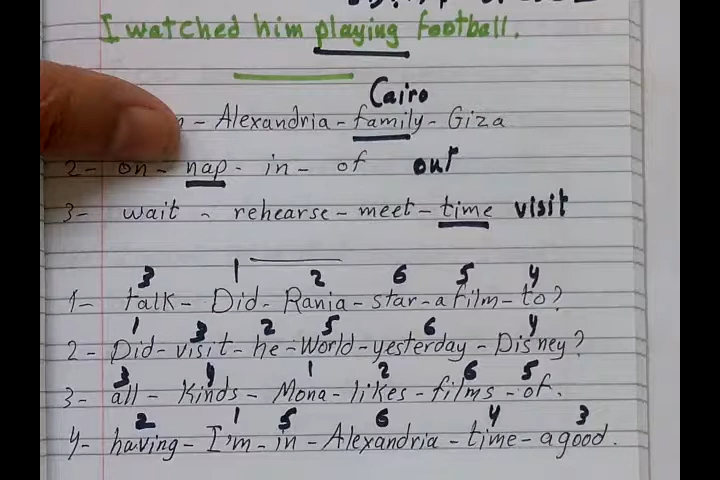 I watched him playing football.
Cairo
- Alexandria - family - Giza
2- on - nap - in - of out
3- wait - rehearse - meet - time visit
3 1 2 6 5 4
1- talk - Did - Rania - star - a film - to?
1 3 2 5 6 4
2- Did - visit - he - World - yesterday - Disney?
3 4 1 2 6 5
3- all - Kinds - Mona - likes - films - of.
2 1 5 6 4 3
4- having - I'm - in - Alexandria - time - a good.